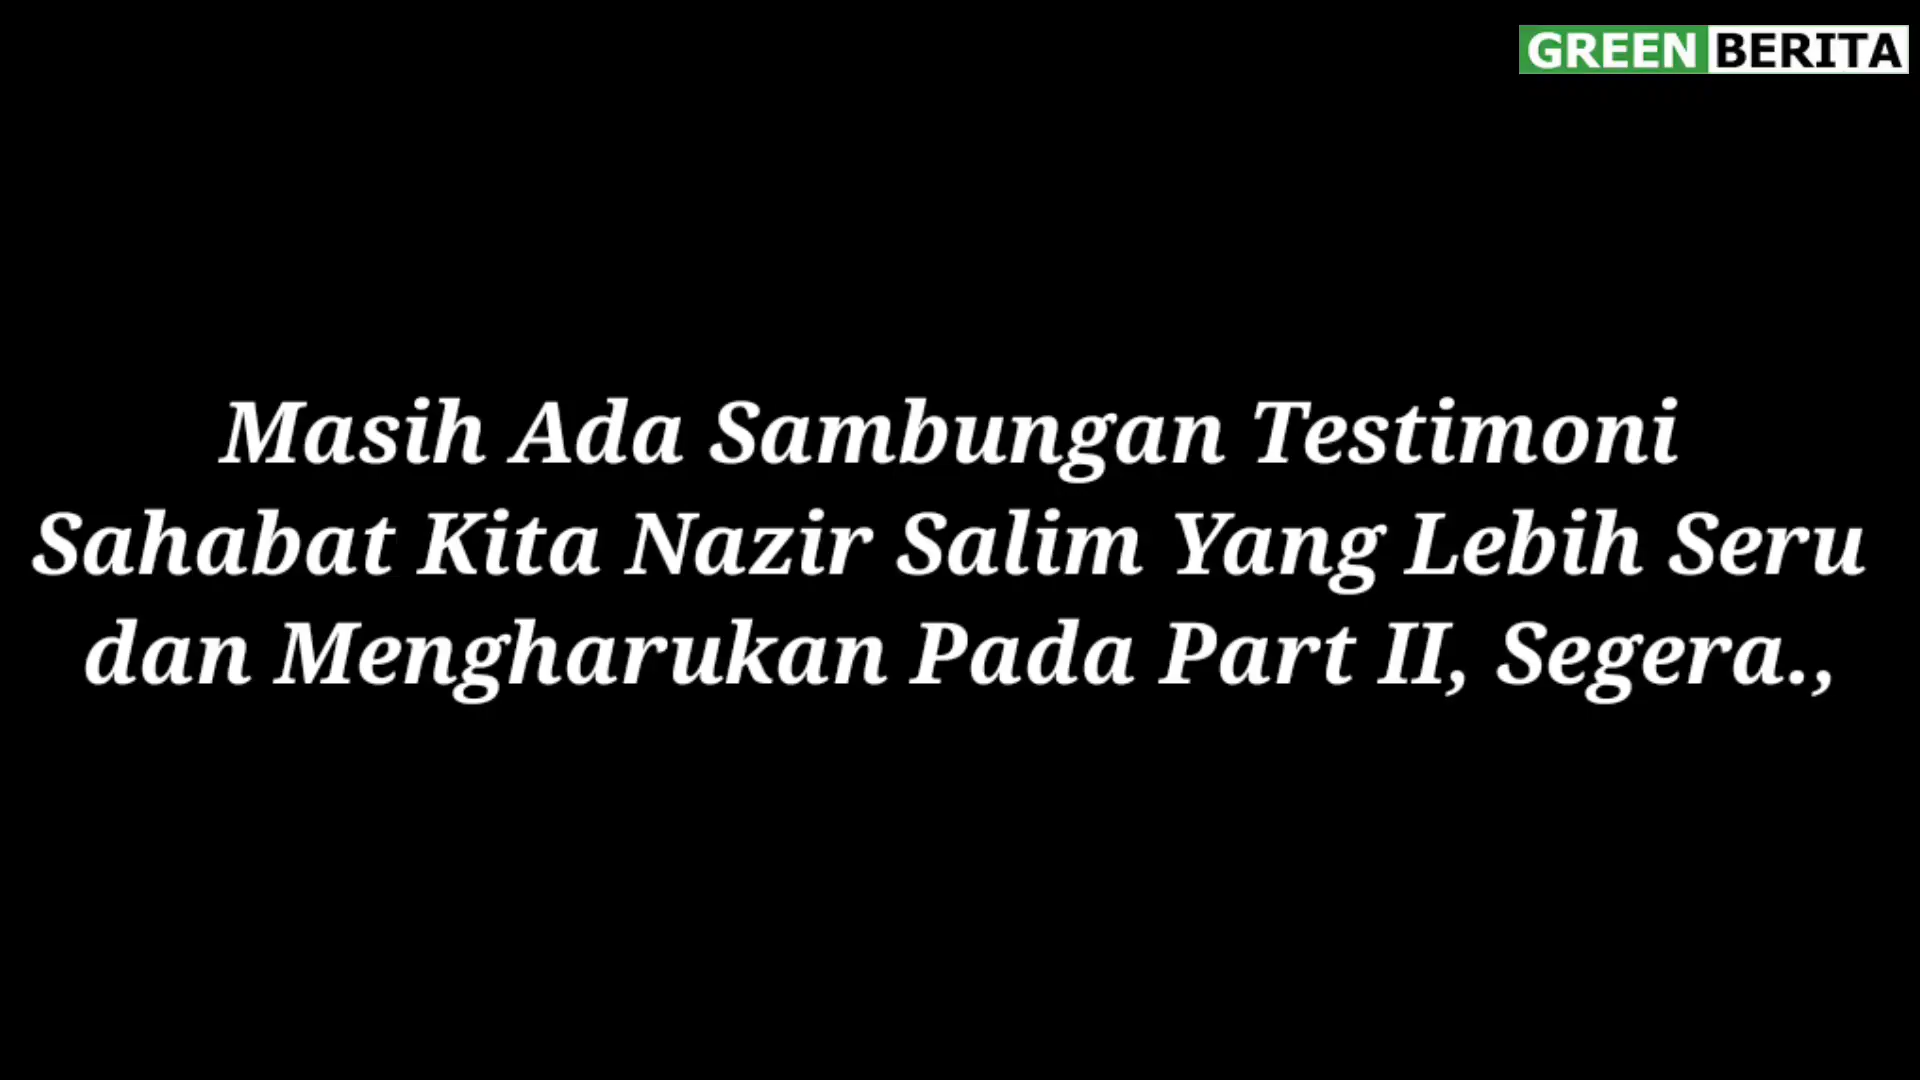 GREEN BERITA
Masih Ada Sambungan Testimoni
Sahabat Kita Nazir Salim Yang Lebih Seru
dan Mengharukan Pada Part II, Segera.,